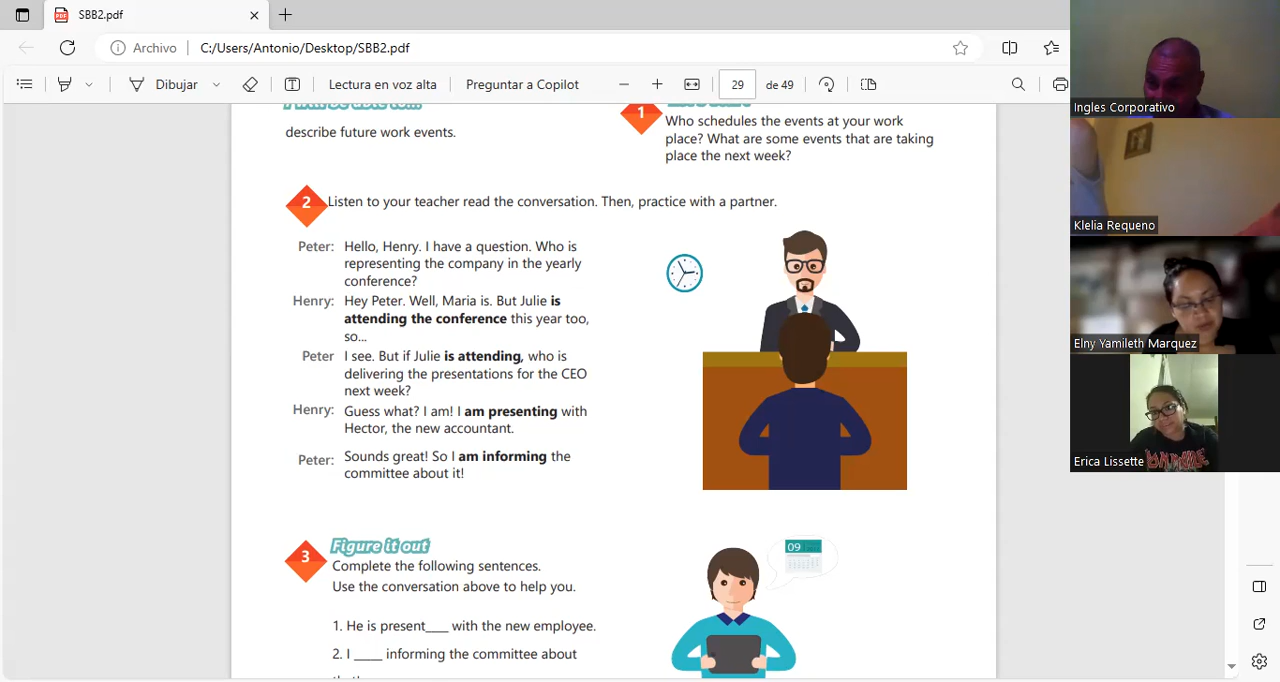 SBB2.pdf
Archivo
C:/Users/Antonio/Desktop/SBB2.pdf
Dibujar
Lectura en voz alta
Preguntar a Copilot
29
de 49
describe future work events.
1
Who schedules the events at your work
place? What are some events that are taking
place the next week?
2
Listen to your teacher read the conversation. Then, practice with a partner.
Peter: Hello, Henry. I have a question. Who is
representing the company in the yearly
conference?
Henry: Hey Peter. Well, Maria is. But Julie is
attending the conference this year too,
so...
Peter I see. But if Julie is attending, who is
delivering the presentations for the CEO
next week?
Henry: Guess what? I am! I am presenting with
Hector, the new accountant.
Peter: Sounds great! So I am informing the
committee about it!
3
Figure it out
Complete the following sentences.
Use the conversation above to help you.
1. He is present____ with the new employee.
2. I _____ informing the committee about
09
Ingles Corporativo
Klelia Requeno
Elny Yamileth Marquez
Erica Lissette